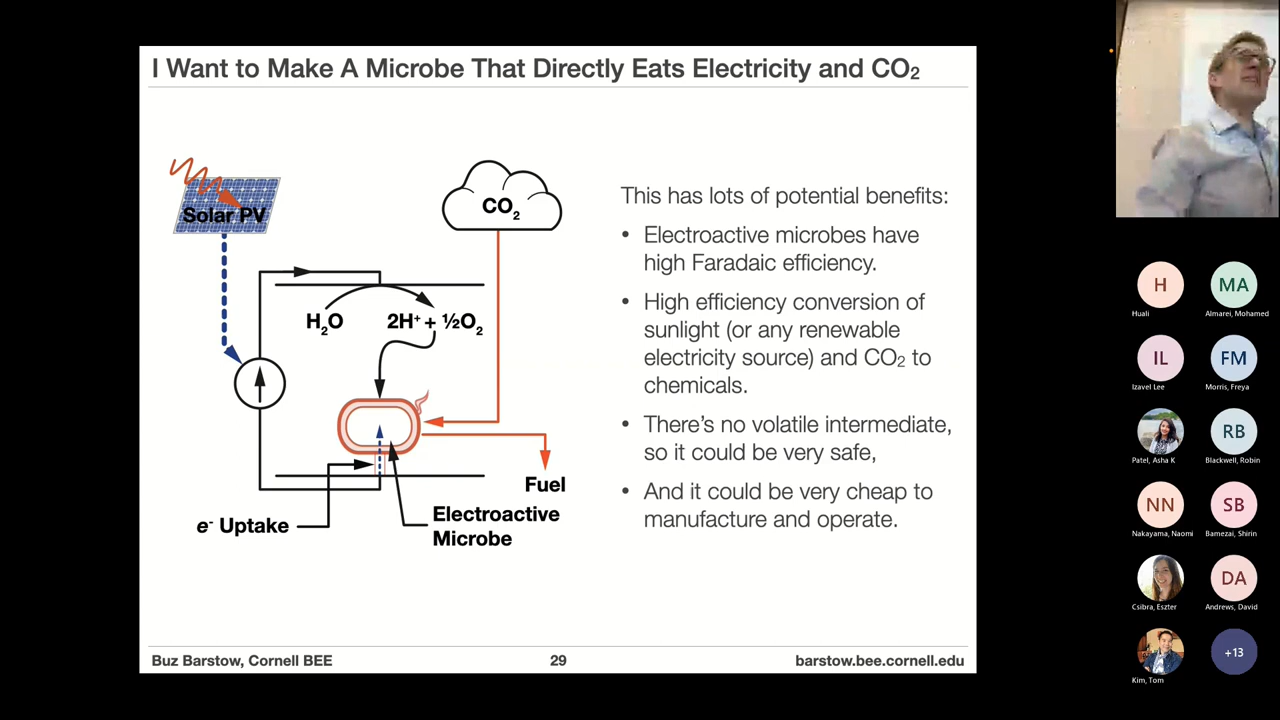 I Want to Make A Microbe That Directly Eats Electricity and CO₂
Solar PV
CO₂
H₂O
2H⁺ + ½O₂
Fuel
e⁻ Uptake
Electroactive
Microbe
This has lots of potential benefits:
• Electroactive microbes have
high Faradaic efficiency.
• High efficiency conversion of
sunlight (or any renewable
electricity source) and CO₂ to
chemicals.
• There's no volatile intermediate,
so it could be very safe,
• And it could be very cheap to
manufacture and operate.
Buz Barstow, Cornell BEE
29
barstow.bee.cornell.edu
H
MA
Huali
Almarei, Mohamed
IL
FM
Izavel Lee
Morris, Freya
RB
Patel, Asha K
Blackwell, Robin
NN
SB
Nakayama, Naomi
Bamezai, Shirin
DA
Csibra, Eszter
Andrews, David
+13
Kim, Tom